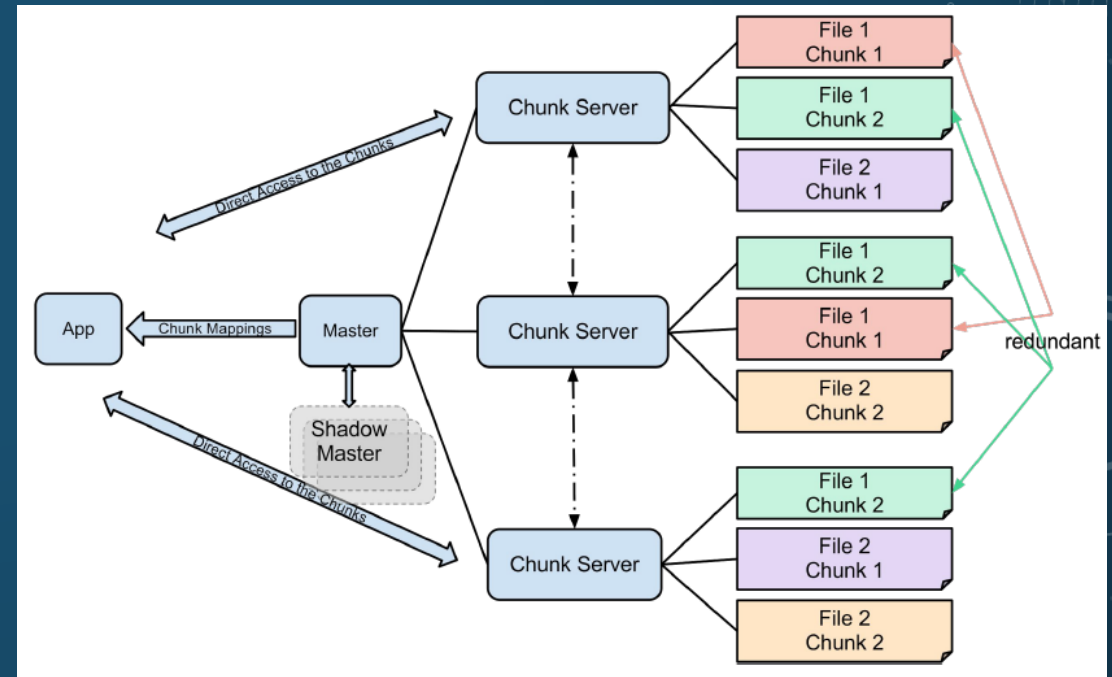 File 1
Chunk 1
Chunk Server
File 1
Chunk 2
File 2
Chunk 1
Direct Access to the Chunks
File 1
Chunk 2
App
Chunk Mappings
Master
Chunk Server
File 1
Chunk 1
redundant
File 2
Chunk 2
Shadow
Master
Direct Access to the Chunks
File 1
Chunk 2
Chunk Server
File 2
Chunk 1
File 2
Chunk 2